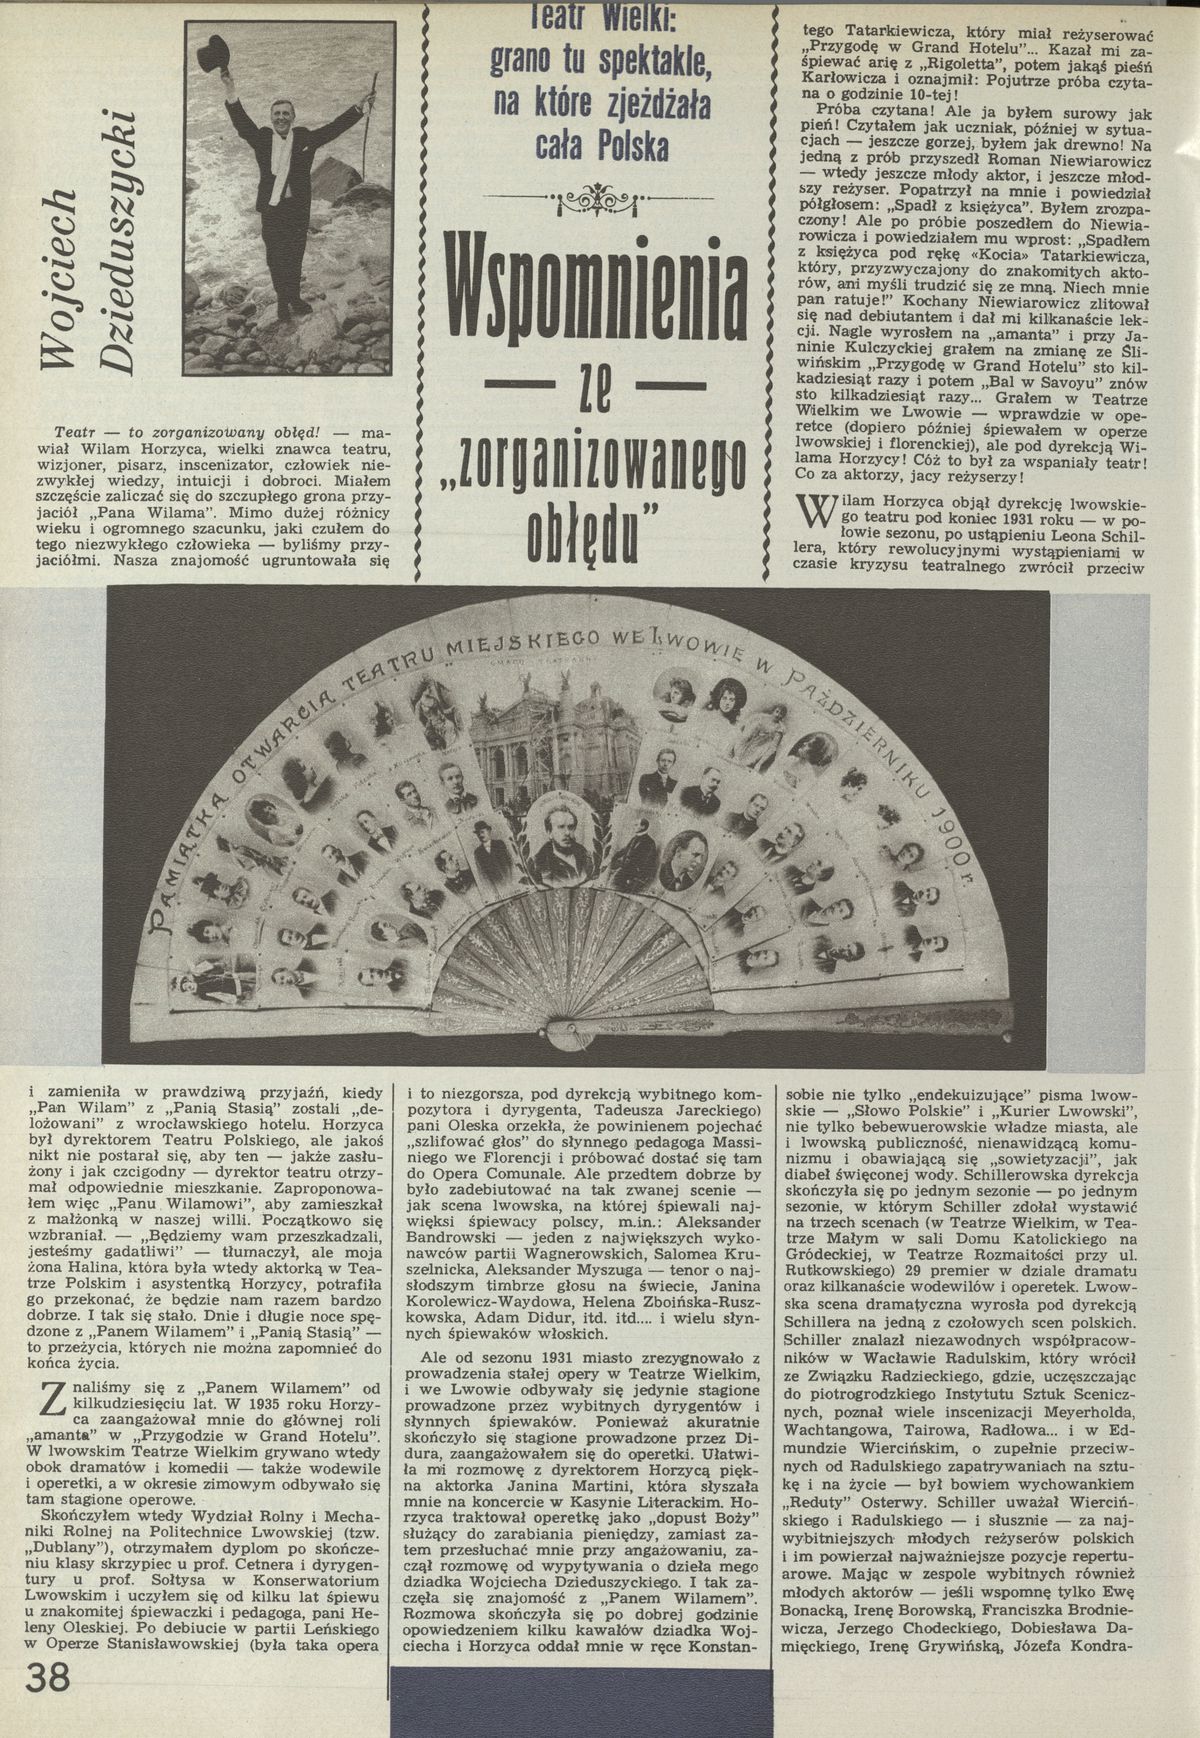 Wojciech
Dzieduszycki
Teatr Wielki:
grano tu spektakle,
na które zjeżdżała
cała Polska
Wspomnienia
— ze —
„zorganizowanego
obłędu”
Teatr — to zorganizowany obłęd! — ma-
wiał Wilam Horzyca, wielki znawca teatru,
wizjoner, pisarz, inscenizator, człowiek nie-
zwykłej wiedzy, intuicji i dobroci. Miałem
szczęście zaliczać się do szczupłego grona przy-
jaciół „Pana Wilama”. Mimo dużej różnicy
wieku i ogromnego szacunku, jaki czułem do
tego niezwykłego człowieka — byliśmy przy-
jaciółmi. Nasza znajomość ugruntowała się
tego Tatarkiewicza, który miał reżyserować
„Przygodę w Grand Hotelu”... Kazał mi za-
śpiewać arię z „Rigoletta”, potem jakąś pieśń
Karłowicza i oznajmił: Pojutrze próba czyta-
na o godzinie 10-tej!
Próba czytana! Ale ja byłem surowy jak
pień! Czytałem jak uczniak, później w sytua-
cjach — jeszcze gorzej, byłem jak drewno! Na
jedną z prób przyszedł Roman Niewiarowicz
— wtedy jeszcze młody aktor, i jeszcze młod-
szy reżyser. Popatrzył na mnie i powiedział
półgłosem: „Spadł z księżyca”. Byłem zrozpa-
czony! Ale po próbie poszedłem do Niewia-
rowicza i powiedziałem mu wprost: „Spadłem
z księżyca pod rękę «Kocia» Tatarkiewicza,
który, przyzwyczajony do znakomitych akto-
rów, ani myśli trudzić się ze mną. Niech mnie
pan ratuje!” Kochany Niewiarowicz zlitował
się nad debiutantem i dał mi kilkanaście lek-
cji. Nagle wyrosłem na „amanta” i przy Ja-
ninie Kulczyckiej grałem na zmianę ze Śli-
wińskim „Przygodę w Grand Hotelu” sto kil-
kadziesiąt razy i potem „Bal w Savoyu” znów
sto kilkadziesiąt razy... Grałem w Teatrze
Wielkim we Lwowie — wprawdzie w ope-
retce (dopiero później śpiewałem w operze
lwowskiej i florenckiej), ale pod dyrekcją Wi-
lama Horzycy! Cóż to był za wspaniały teatr!
Co za aktorzy, jacy reżyserzy!
Wilam Horzyca objął dyrekcję lwowskie-
go teatru pod koniec 1931 roku — w po-
łowie sezonu, po ustąpieniu Leona Schil-
lera, który rewolucyjnymi wystąpieniami w
czasie kryzysu teatralnego zwrócił przeciw
PAMIĄTKA OTWARCIA TEATRU MIEJSKIEGO WE LWOWIE W PAŹDZIERNIKU 1900 r.
i zamieniła w prawdziwą przyjaźń, kiedy
„Pan Wilam” z „Panią Stasią” zostali „de-
lożowani” z wrocławskiego hotelu. Horzyca
był dyrektorem Teatru Polskiego, ale jakoś
nikt nie postarał się, aby ten — jakże zasłu-
żony i jak czcigodny — dyrektor teatru otrzy-
mał odpowiednie mieszkanie. Zaproponowa-
łem więc „Panu Wilamowi”, aby zamieszkał
z małżonką w naszej willi. Początkowo się
wzbraniał. — „Będziemy wam przeszkadzali,
jesteśmy gadatliwi” — tłumaczył, ale moja
żona Halina, która była wtedy aktorką w Tea-
trze Polskim i asystentką Horzycy, potrafiła
go przekonać, że będzie nam razem bardzo
dobrze. I tak się stało. Dnie i długie noce spę-
dzone z „Panem Wilamem” i „Panią Stasią” —
to przeżycia, których nie można zapomnieć do
końca życia.
Znaliśmy się z „Panem Wilamem” od
kilkudziesięciu lat. W 1935 roku Horzy-
ca zaangażował mnie do głównej roli
„amanta” w „Przygodzie w Grand Hotelu”.
W lwowskim Teatrze Wielkim grywano wtedy
obok dramatów i komedii — także wodewile
i operetki, a w okresie zimowym odbywało się
tam stagione operowe.
Skończyłem wtedy Wydział Rolny i Mecha-
niki Rolnej na Politechnice Lwowskiej (tzw.
„Dublany”), otrzymałem dyplom po skończe-
niu klasy skrzypiec u prof. Cetnera i dyrygen-
tury u prof. Sołtysa w Konserwatorium
Lwowskim i uczyłem się od kilku lat śpiewu
u znakomitej śpiewaczki i pedagoga, pani He-
leny Oleskiej. Po debiucie w partii Leńskiego
w Operze Stanisławowskiej (była taka opera
38
i to niezgorsza, pod dyrekcją wybitnego kom-
pozytora i dyrygenta, Tadeusza Jareckiego)
pani Oleska orzekła, że powinienem pojechać
„szlifować głos” do słynnego pedagoga Massi-
niego we Florencji i próbować dostać się tam
do Opera Comunale. Ale przedtem dobrze by
było zadebiutować na tak zwanej scenie —
jak scena lwowska, na której śpiewali naj-
więksi śpiewacy polscy, m.in.: Aleksander
Bandrowski — jeden z największych wyko-
nawców partii Wagnerowskich, Salomea Kru-
szelnicka, Aleksander Myszuga — tenor o naj-
słodszym timbrze głosu na świecie, Janina
Korolewicz-Waydowa, Helena Zboińska-Rusz-
kowska, Adam Didur, itd. itd.... i wielu słyn-
nych śpiewaków włoskich.
Ale od sezonu 1931 miasto zrezygnowało z
prowadzenia stałej opery w Teatrze Wielkim,
i we Lwowie odbywały się jedynie stagione
prowadzone przez wybitnych dyrygentów i
słynnych śpiewaków. Ponieważ akuratnie
skończyło się stagione prowadzone przez Di-
dura, zaangażowałem się do operetki. Ułatwi-
ła mi rozmowę z dyrektorem Horzycą pięk-
na aktorka Janina Martini, która słyszała
mnie na koncercie w Kasynie Literackim. Ho-
rzyca traktował operetkę jako „dopust Boży”
służący do zarabiania pieniędzy, zamiast za-
tem przesłuchać mnie przy angażowaniu, za-
czął rozmowę od wypytywania o dzieła mego
dziadka Wojciecha Dzieduszyckiego. I tak za-
częła się znajomość z „Panem Wilamem”.
Rozmowa skończyła się po dobrej godzinie
opowiedzeniem kilku kawałów dziadka Woj-
ciecha i Horzyca oddał mnie w ręce Konstan-
sobie nie tylko „endekuizujące” pisma lwow-
skie — „Słowo Polskie” i „Kurier Lwowski”,
nie tylko bebewuerowskie władze miasta, ale
i lwowską publiczność, nienawidzącą komu-
nizmu i obawiającą się „sowietyzacji”, jak
diabeł święconej wody. Schillerowska dyrekcja
skończyła się po jednym sezonie — po jednym
sezonie, w którym Schiller zdołał wystawić
na trzech scenach (w Teatrze Wielkim, w Tea-
trze Małym w sali Domu Katolickiego na
Gródeckiej, w Teatrze Rozmaitości przy ul.
Rutkowskiego) 29 premier w dziale dramatu
oraz kilkanaście wodewilów i operetek. Lwow-
ska scena dramatyczna wyrosła pod dyrekcją
Schillera na jedną z czołowych scen polskich.
Schiller znalazł niezawodnych współpracow-
ników w Wacławie Radulskim, który wrócił
ze Związku Radzieckiego, gdzie, uczęszczając
do piotrogrodzkiego Instytutu Sztuk Scenicz-
nych, poznał wiele inscenizacji Meyerholda,
Wachtangowa, Tairowa, Radłowa... i w Ed-
mundzie Wiercińskim, o zupełnie przeciw-
nych od Radulskiego zapatrywaniach na sztu-
kę i na życie — był bowiem wychowankiem
„Reduty” Osterwy. Schiller uważał Wierciń-
skiego i Radulskiego — i słusznie — za naj-
wybitniejszych młodych reżyserów polskich
i im powierzał najważniejsze pozycje repertu-
arowe. Mając w zespole wybitnych również
młodych aktorów — jeśli wspomnę tylko Ewę
Bonacką, Irenę Borowską, Franciszka Brodnie-
wicza, Jerzego Chodeckiego, Dobiesława Da-
mięckiego, Irenę Grywińską, Józefa Kondra-